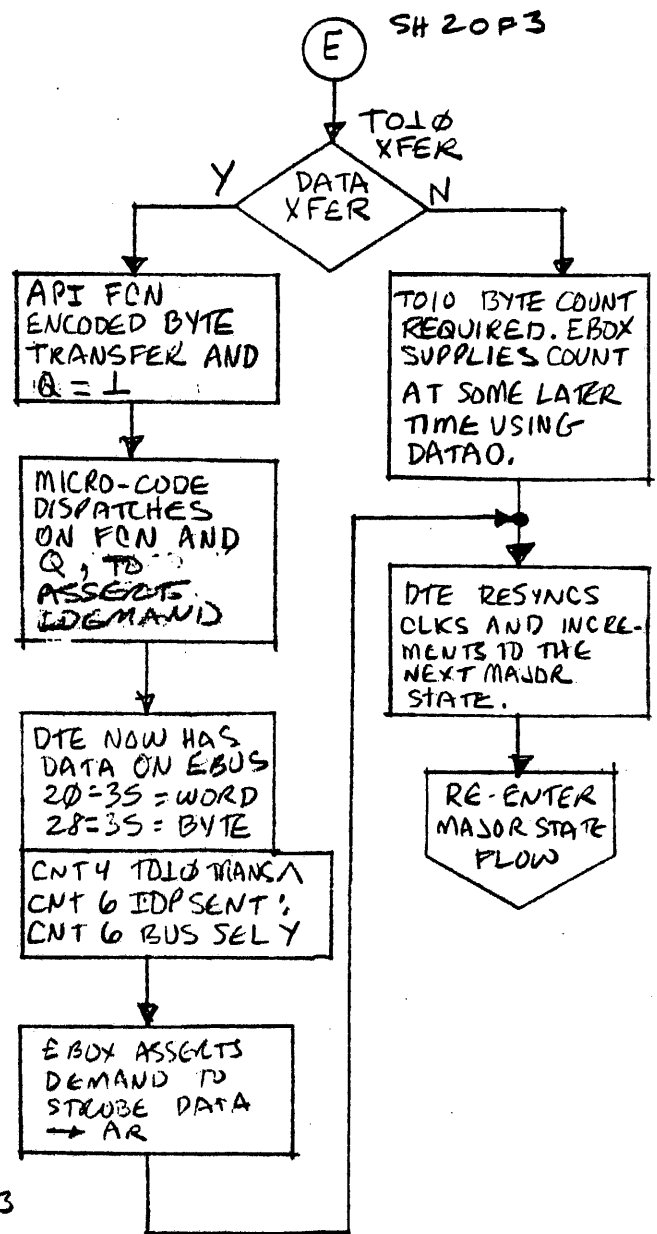 E
SH 2 OF 3
TO1Ø
XFER
DATA
XFER
Y
N
API FCN
ENCODED BYTE
TRANSFER AND
Q = 1
MICRO-CODE
DISPATCHES
ON FCN AND
Q, TO
ASSERT
DEMAND
DTE NOW HAS
DATA ON EBUS
20-35 = WORD
28-35 = BYTE
CNT 4 TO1Ø TRANS Λ
CNT 6 IDP SENT;
CNT 6 BUS SEL Y
EBOX ASSERTS
DEMAND TO
STROBE DATA
→ AR
TO10 BYTE COUNT
REQUIRED. EBOX
SUPPLIES COUNT
AT SOME LATER
TIME USING
DATAO.
DTE RESYNCS
CLKS AND INCRE-
MENTS TO THE
NEXT MAJOR
STATE.
RE-ENTER
MAJOR STATE
FLOW
3